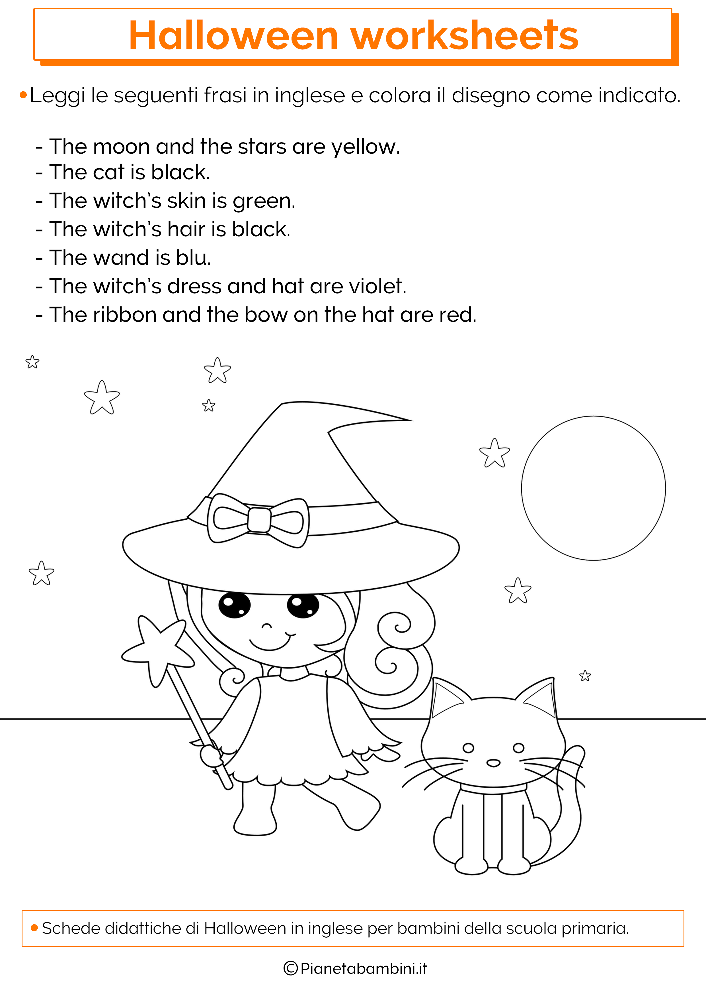 Halloween worksheets
• Leggi le seguenti frasi in inglese e colora il disegno come indicato.
- The moon and the stars are yellow.
- The cat is black.
- The witch's skin is green.
- The witch's hair is black.
- The wand is blu.
- The witch's dress and hat are violet.
- The ribbon and the bow on the hat are red.
• Schede didattiche di Halloween in inglese per bambini della scuola primaria.
© Pianetabambini.it